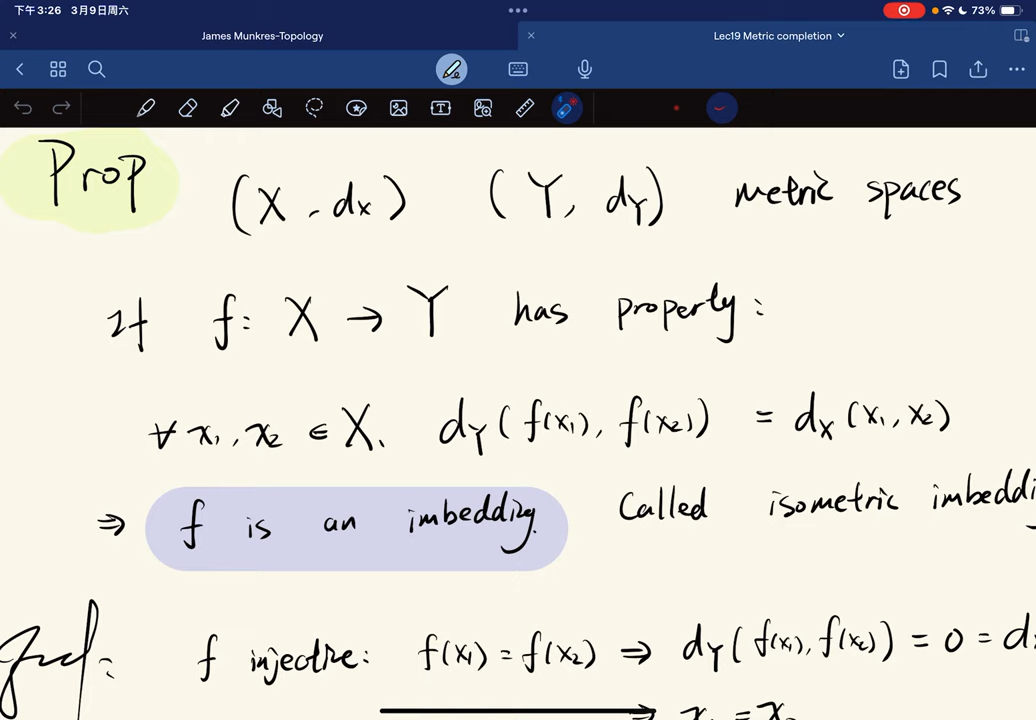 下午3:26 3月9日周六
73%
James Munkres-Topology
Lec19 Metric completion
Prop (X, dx) (Y, dY) metric spaces
If f: X → Y has property:
∀ x₁, x₂ ∈ X, dY(f(x₁), f(x₂)) = dX(x₁, x₂)
⇒ f is an imbedding. Called isometric imbeddi
f injective: f(x₁) = f(x₂) ⇒ dY(f(x₁), f(x₂)) = 0 = d
⇒ x₁ = x₂